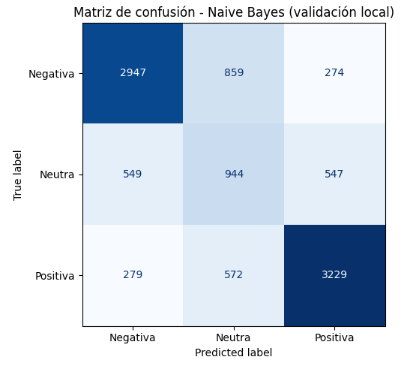 Matriz de confusión - Naive Bayes (validación local)
Negativa 2947 859 274
Neutra 549 944 547
Positiva 279 572 3229
Negativa Neutra Positiva
Predicted label
True label